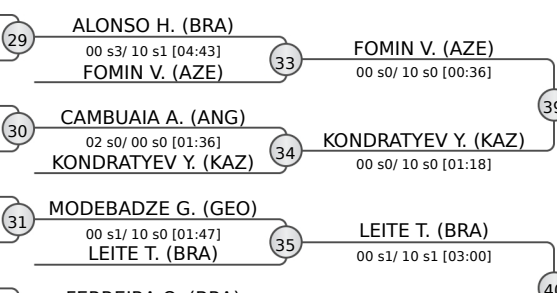 ALONSO H. (BRA)
29
00 s3/ 10 s1 [04:43]
FOMIN V. (AZE)
33
FOMIN V. (AZE)
00 s0/ 10 s0 [00:36]
CAMBUAIA A. (ANG)
30
02 s0/ 00 s0 [01:36]
KONDRATYEV Y. (KAZ)
34
KONDRATYEV Y. (KAZ)
00 s0/ 10 s0 [01:18]
39
MODEBADZE G. (GEO)
31
00 s1/ 10 s0 [01:47]
LEITE T. (BRA)
35
LEITE T. (BRA)
00 s1/ 10 s1 [03:00]